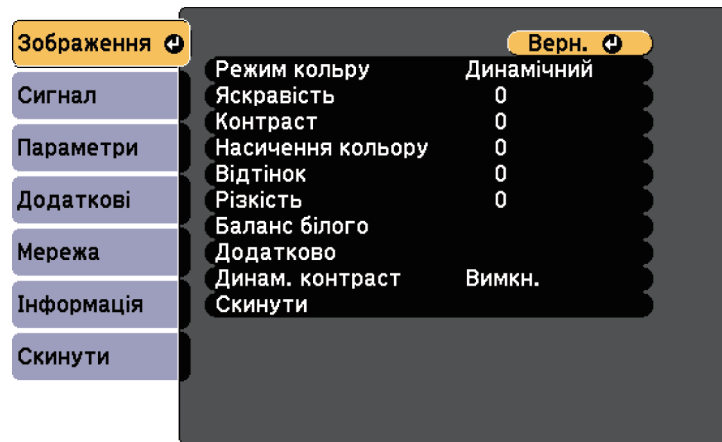 Зображення
Сигнал
Параметри
Додаткові
Мережа
Інформація
Скинути
Верн.
Режим кольру Динамічний
Яскравість 0
Контраст 0
Насичення кольору 0
Відтінок 0
Різкість 0
Баланс білого
Додатково
Динам. контраст Вимкн.
Скинути